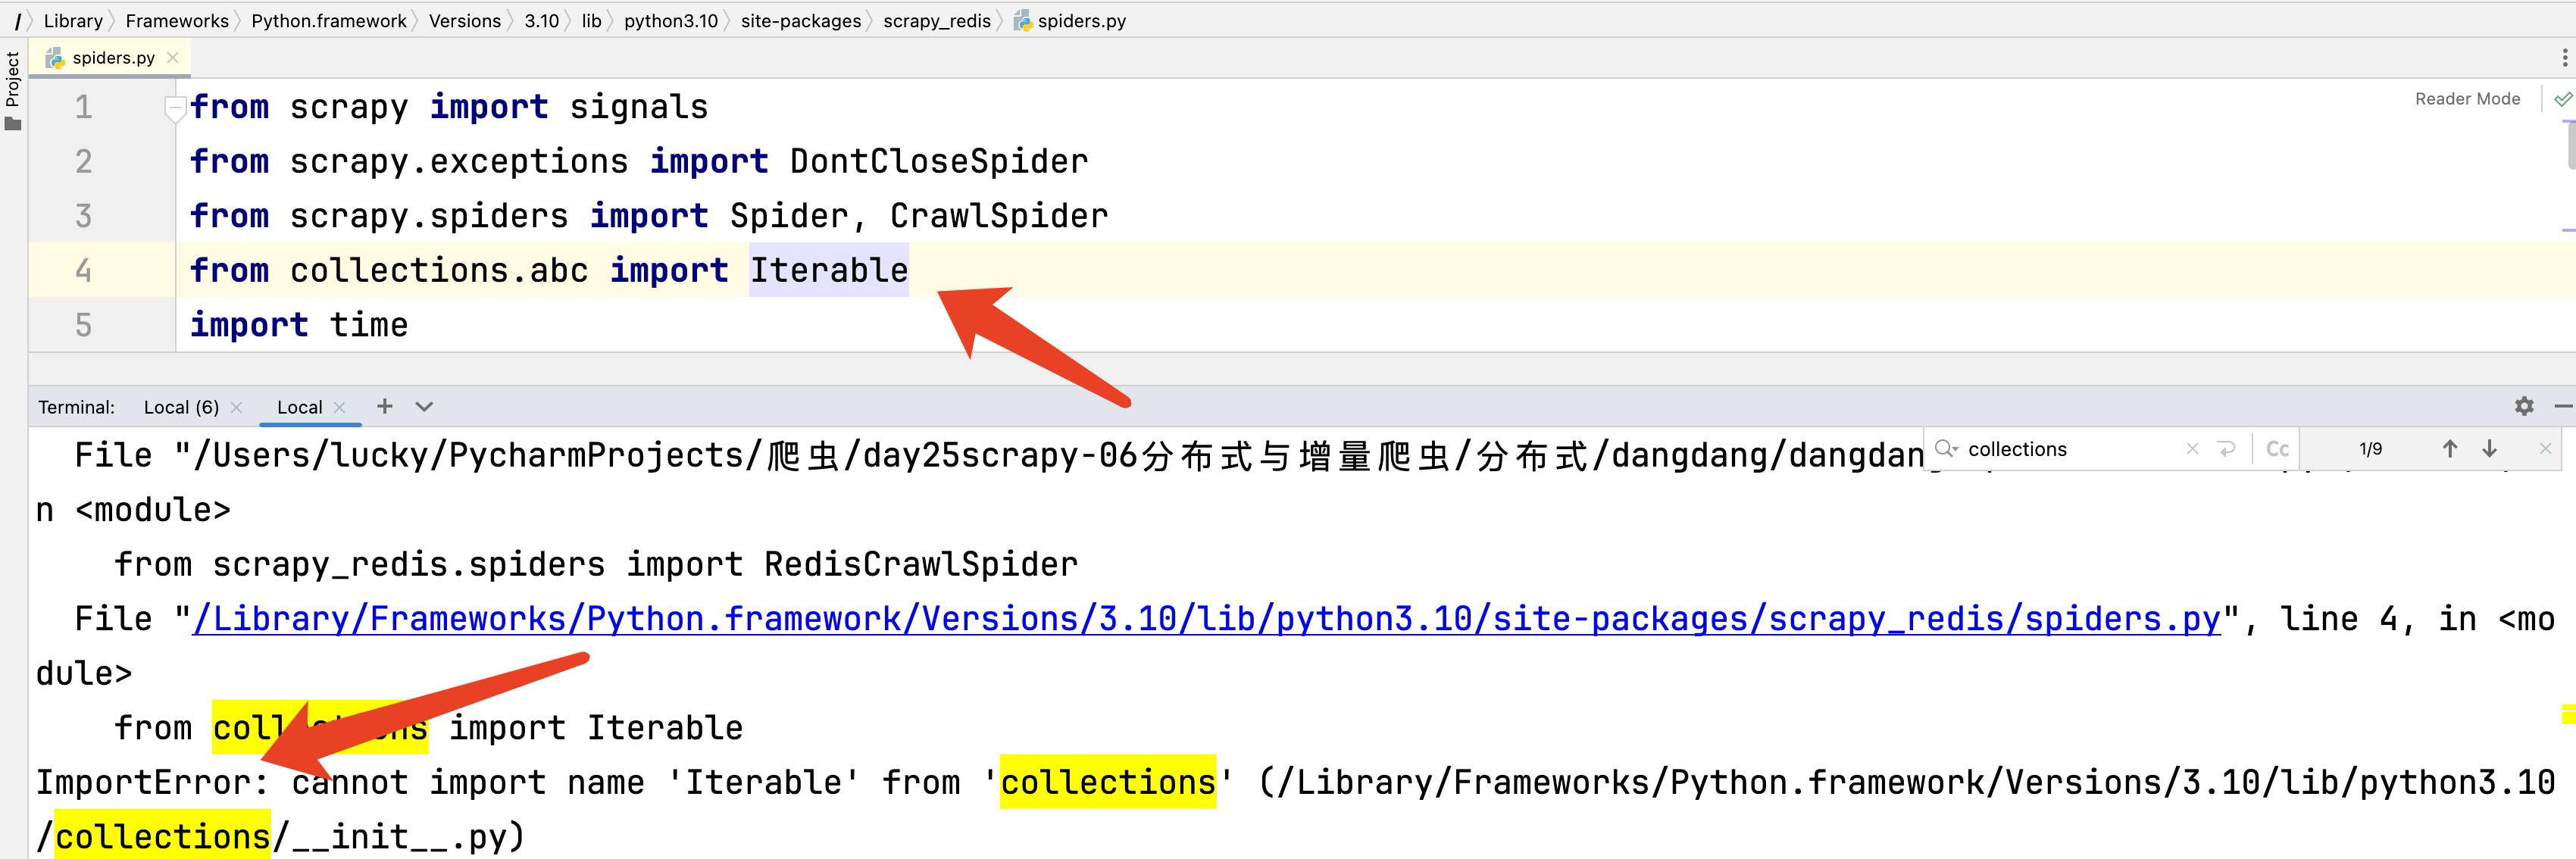 / Library Frameworks Python.framework Versions 3.10 lib python3.10 site-packages scrapy_redis spiders.py
Project
spiders.py
Reader Mode
1 from scrapy import signals
2 from scrapy.exceptions import DontCloseSpider
3 from scrapy.spiders import Spider, CrawlSpider
4 from collections.abc import Iterable
5 import time
Terminal: Local (6) Local
collections Cc 1/9
File "/Users/lucky/PycharmProjects/爬虫/day25scrapy-06分布式与增量爬虫/分布式/dangdang/dangdang
n <module>
from scrapy_redis.spiders import RedisCrawlSpider
File "/Library/Frameworks/Python.framework/Versions/3.10/lib/python3.10/site-packages/scrapy_redis/spiders.py", line 4, in <mo
dule>
from collections import Iterable
ImportError: cannot import name 'Iterable' from 'collections' (/Library/Frameworks/Python.framework/Versions/3.10/lib/python3.10
/collections/__init__.py)